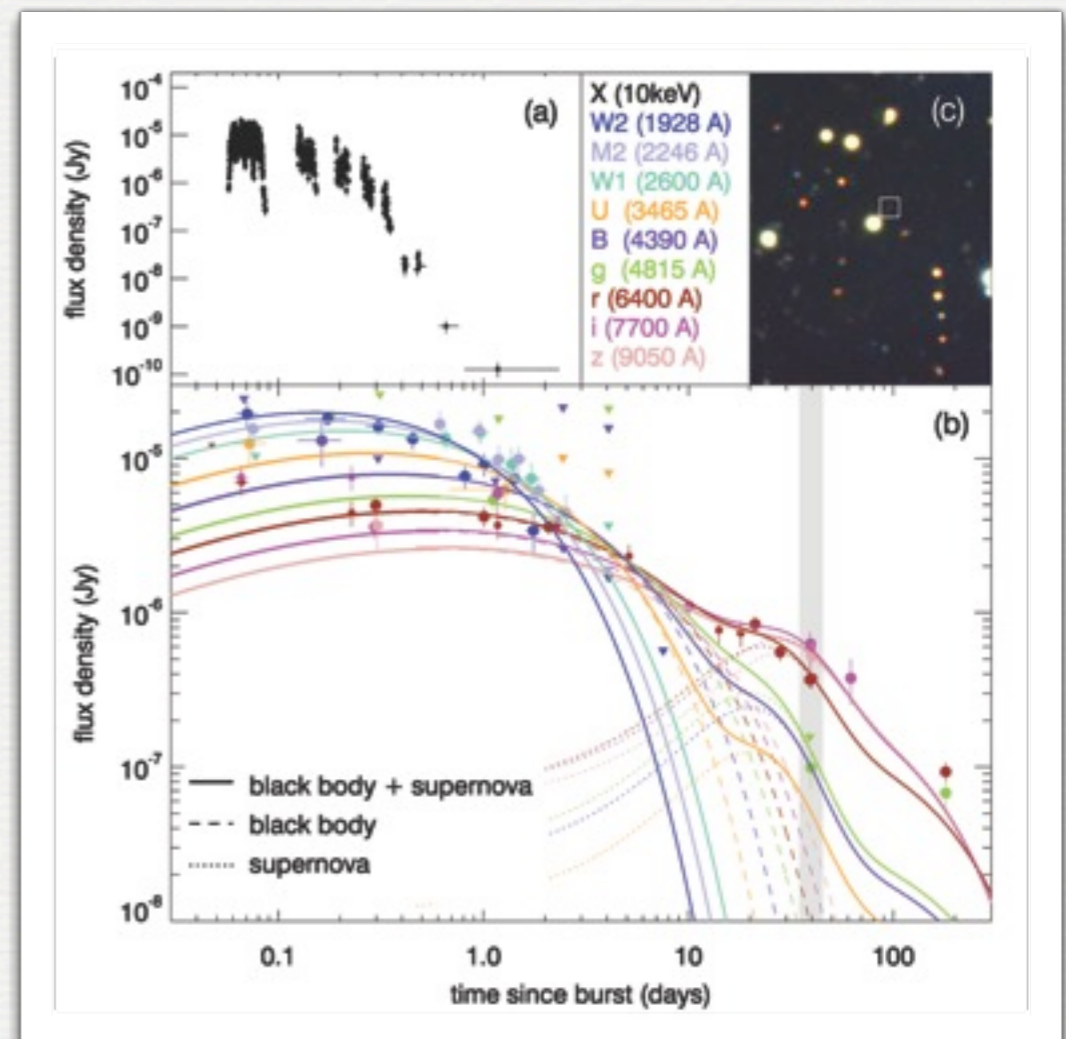 (a)
10-4
10-5
10-6
10-7
10-8
10-9
10-10
flux density (Jy)
X (10keV)
W2 (1928 A)
M2 (2246 A)
W1 (2600 A)
U (3465 A)
B (4390 A)
g (4815 A)
r (6400 A)
i (7700 A)
z (9050 A)
(c)
(b)
10-5
10-6
10-7
10-8
flux density (Jy)
black body + supernova
black body
supernova
0.1
1.0
10
100
time since burst (days)